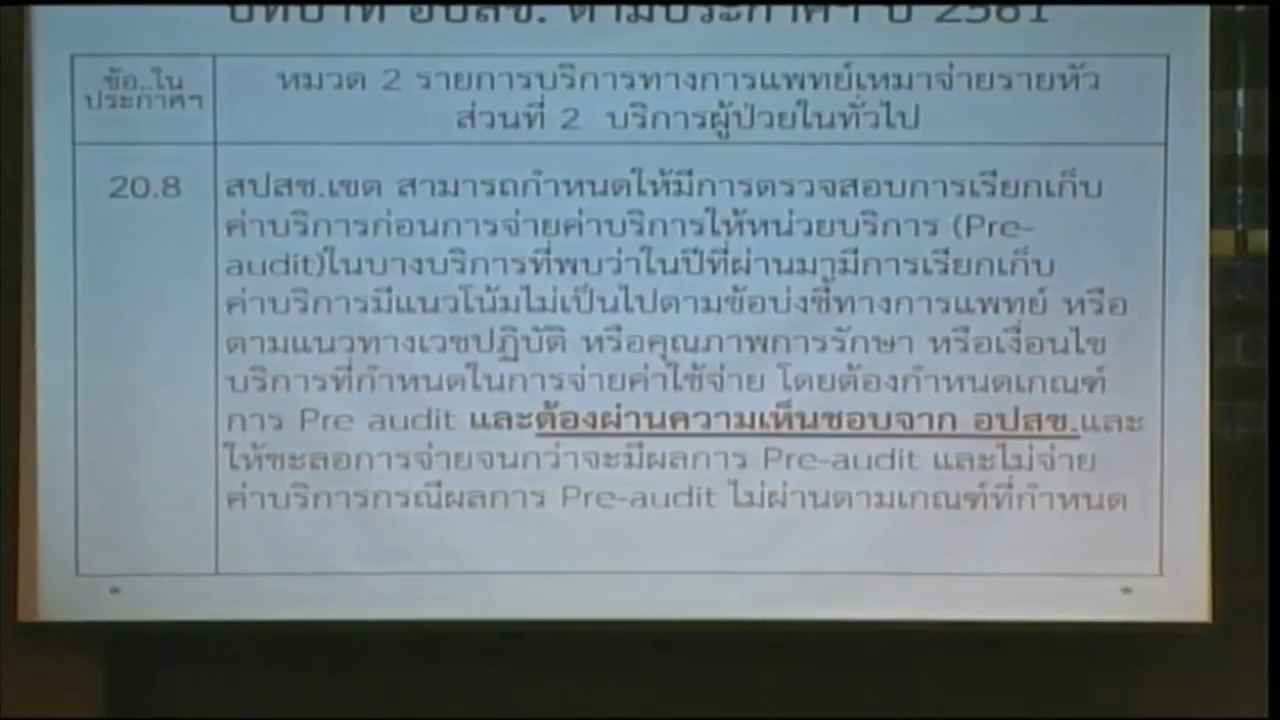 บทบาท อปสข. ตามประกาศฯ ปี 2561
ข้อ..ใน
ประกาศฯ
หมวด 2 รายการบริการทางการแพทย์เหมาจ่ายรายหัว
ส่วนที่ 2 บริการผู้ป่วยในทั่วไป
20.8
สปสช.เขต สามารถกำหนดให้มีการตรวจสอบการเรียกเก็บ
ค่าบริการก่อนการจ่ายค่าบริการให้หน่วยบริการ (Pre-
audit)ในบางบริการที่พบว่าในปีที่ผ่านมามีการเรียกเก็บ
ค่าบริการมีแนวโน้มไม่เป็นไปตามข้อบ่งชี้ทางการแพทย์ หรือ
ตามแนวทางเวชปฏิบัติ หรือคุณภาพการรักษา หรือเงื่อนไข
บริการที่กำหนดในการจ่ายค่าใช้จ่าย โดยต้องกำหนดเกณฑ์
การ Pre audit และต้องผ่านความเห็นชอบจาก อปสข.และ
ให้ชะลอการจ่ายจนกว่าจะมีผลการ Pre-audit และไม่จ่าย
ค่าบริการกรณีผลการ Pre-audit ไม่ผ่านตามเกณฑ์ที่กำหนด